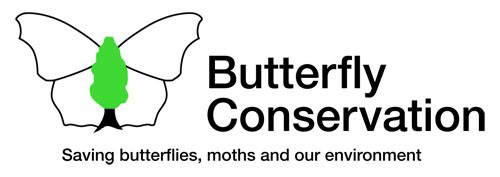 Butterfly
Conservation
Saving butterflies, moths and our environment